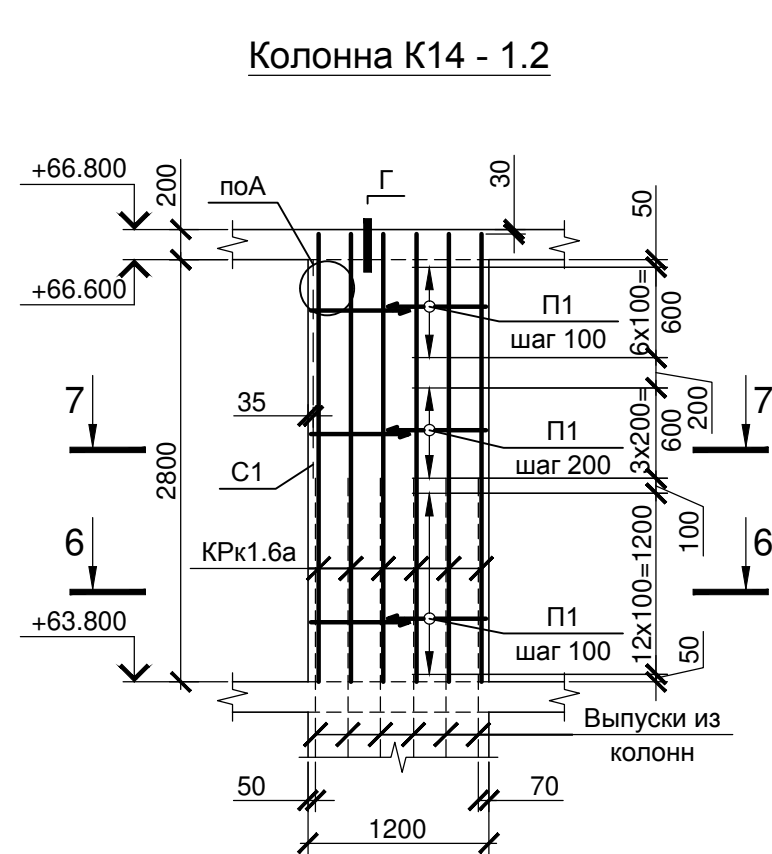 Колонна К14 - 1.2
+66.800
200
поА
Г
30
50
+66.600
П1
шаг 100
6х100=
600
7
35
П1
шаг 200
3х200=
600
200
7
2800
С1
6
КРк1.6а
100
6
+63.800
П1
шаг 100
12х100=1200
50
Выпуски из
колонн
50
70
1200